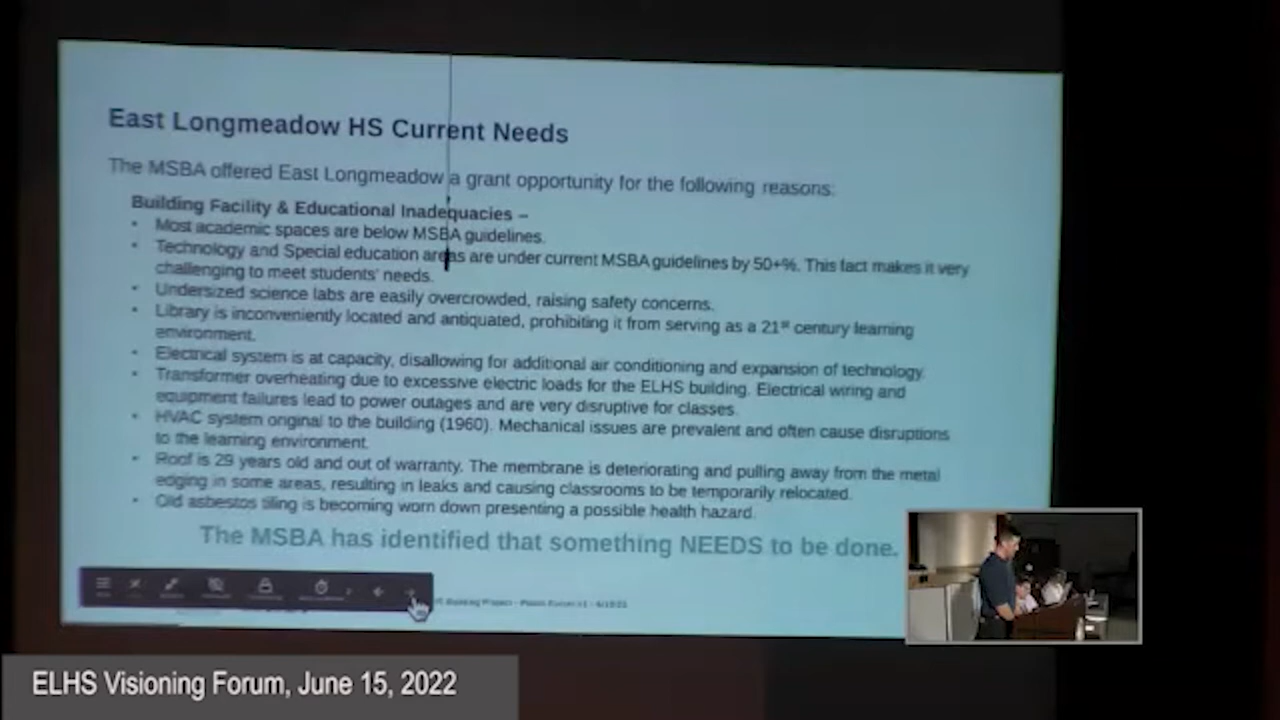 East Longmeadow HS Current Needs
The MSBA offered East Longmeadow a grant opportunity for the following reasons:
Building Facility & Educational Inadequacies –
• Most academic spaces are below MSBA guidelines.
• Technology and Special education areas are under current MSBA guidelines by 50+%. This fact makes it very
challenging to meet students' needs.
• Undersized science labs are easily overcrowded, raising safety concerns.
• Library is inconveniently located and antiquated, prohibiting it from serving as a 21st century learning
environment.
• Electrical system is at capacity, disallowing for additional air conditioning and expansion of technology.
• Transformer overheating due to excessive electric loads for the ELHS building. Electrical wiring and
equipment failures lead to power outages and are very disruptive for classes.
• HVAC system original to the building (1960). Mechanical issues are prevalent and often cause disruptions
to the learning environment.
• Roof is 29 years old and out of warranty. The membrane is deteriorating and pulling away from the metal
edging in some areas, resulting in leaks and causing classrooms to be temporarily relocated.
• Old asbestos tiling is becoming worn down presenting a possible health hazard.
The MSBA has identified that something NEEDS to be done.
ELHS Visioning Forum, June 15, 2022